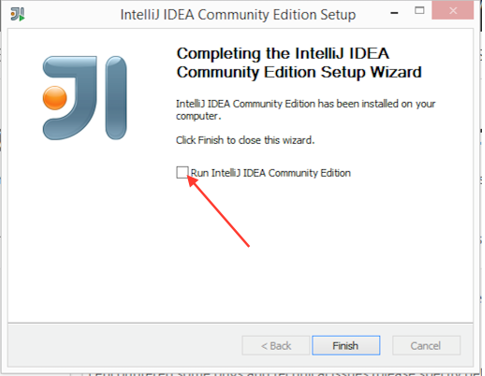 IntelliJ IDEA Community Edition Setup
Completing the IntelliJ IDEA
Community Edition Setup Wizard
IntelliJ IDEA Community Edition has been installed on your
computer.
Click Finish to close this wizard.
Run IntelliJ IDEA Community Edition
< Back
Finish
Cancel